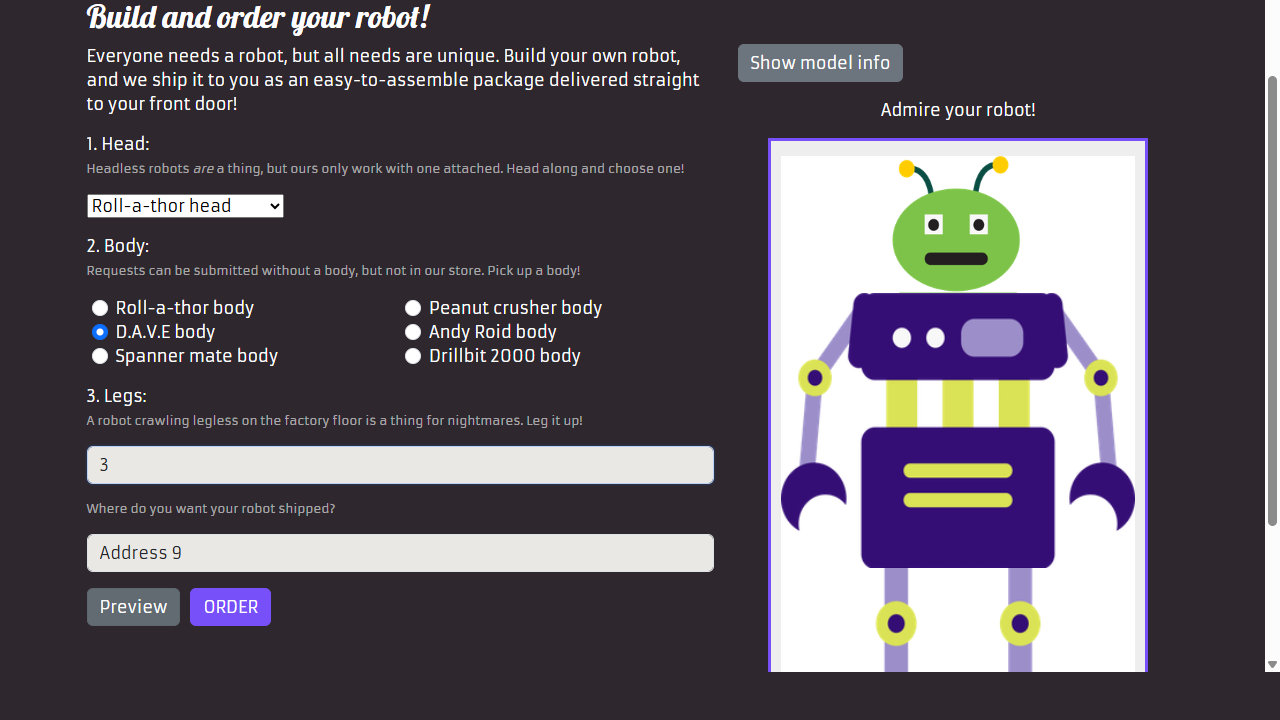 Build and order your robot!
Everyone needs a robot, but all needs are unique. Build your own robot,
and we ship it to you as an easy-to-assemble package delivered straight
to your front door!
1. Head:
Headless robots are a thing, but ours only work with one attached. Head along and choose one!
Roll-a-thor head
2. Body:
Requests can be submitted without a body, but not in our store. Pick up a body!
Roll-a-thor body
Peanut crusher body
D.A.V.E body
Andy Roid body
Spanner mate body
Drillbit 2000 body
3. Legs:
A robot crawling legless on the factory floor is a thing for nightmares. Leg it up!
3
Where do you want your robot shipped?
Address 9
Preview
ORDER
Show model info
Admire your robot!